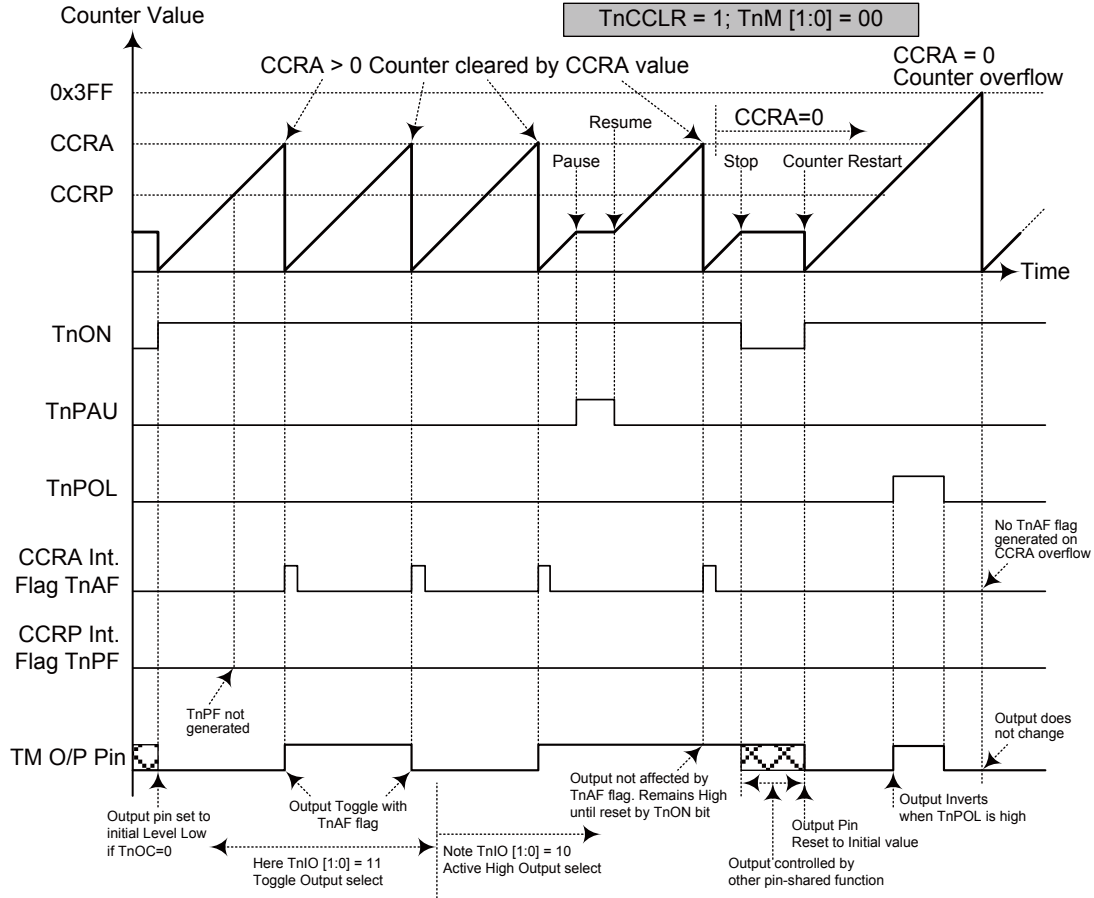 Counter Value
TnCCLR = 1; TnM [1:0] = 00
CCRA > 0 Counter cleared by CCRA value
CCRA = 0
Counter overflow
0x3FF
CCRA
CCRP
Resume
CCRA=0
Pause
Stop
Counter Restart
Time
TnON
TnPAU
TnPOL
CCRA Int.
Flag TnAF
No TnAF flag
generated on
CCRA overflow
CCRP Int.
Flag TnPF
TnPF not
generated
TM O/P Pin
Output does
not change
Output pin set to
initial Level Low
if TnOC=0
Output Toggle with
TnAF flag
Here TnIO [1:0] = 11
Toggle Output select
Note TnIO [1:0] = 10
Active High Output select
Output not affected by
TnAF flag. Remains High
until reset by TnON bit
Output controlled by
other pin-shared function
Output Pin
Reset to Initial value
Output Inverts
when TnPOL is high